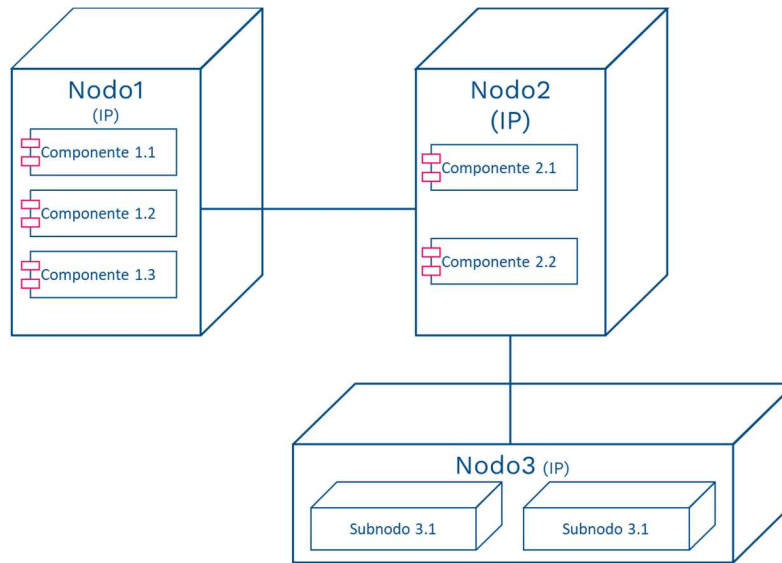 Nodo1
(IP)
Componente 1.1
Componente 1.2
Componente 1.3
Nodo2
(IP)
Componente 2.1
Componente 2.2
Nodo3 (IP)
Subnodo 3.1
Subnodo 3.1